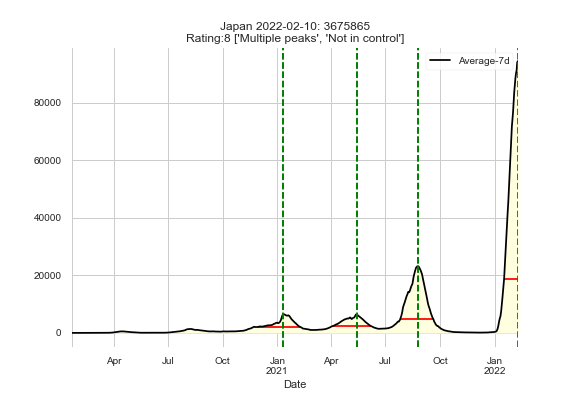 Japan 2022-02-10: 3675865
Rating:8 ['Multiple peaks', 'Not in control']
Average-7d
80000
60000
40000
20000
0
Apr Jul Oct Jan Apr Jul Oct Jan
2021 2022
Date